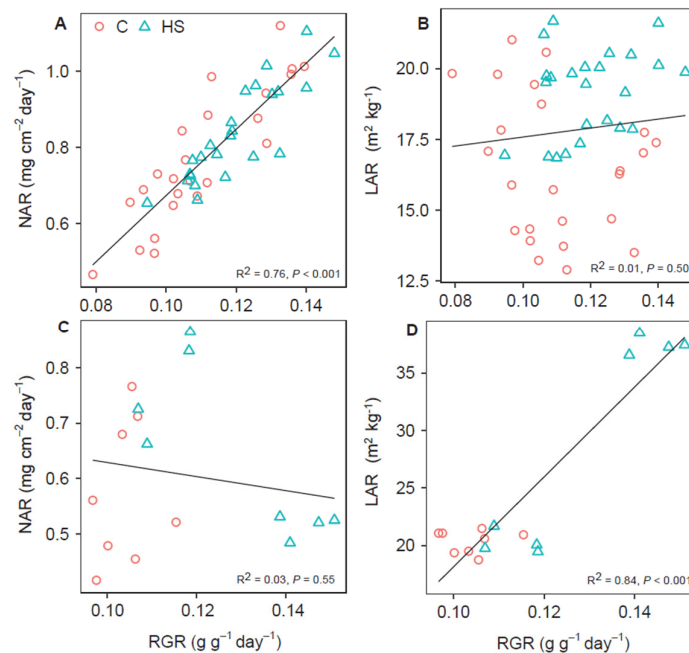 A
C
HS
NAR (mg cm⁻² day⁻¹)
1.0
0.8
0.6
R² = 0.76, P < 0.001
0.08
0.10
0.12
0.14
B
LAR (m² kg⁻¹)
20.0
17.5
15.0
12.5
R² = 0.01, P = 0.50
0.08
0.10
0.12
0.14
C
NAR (mg cm⁻² day⁻¹)
0.8
0.7
0.6
0.5
R² = 0.03, P = 0.55
0.10
0.12
0.14
RGR (g g⁻¹ day⁻¹)
D
LAR (m² kg⁻¹)
35
30
25
20
R² = 0.84, P < 0.001
0.10
0.12
0.14
RGR (g g⁻¹ day⁻¹)